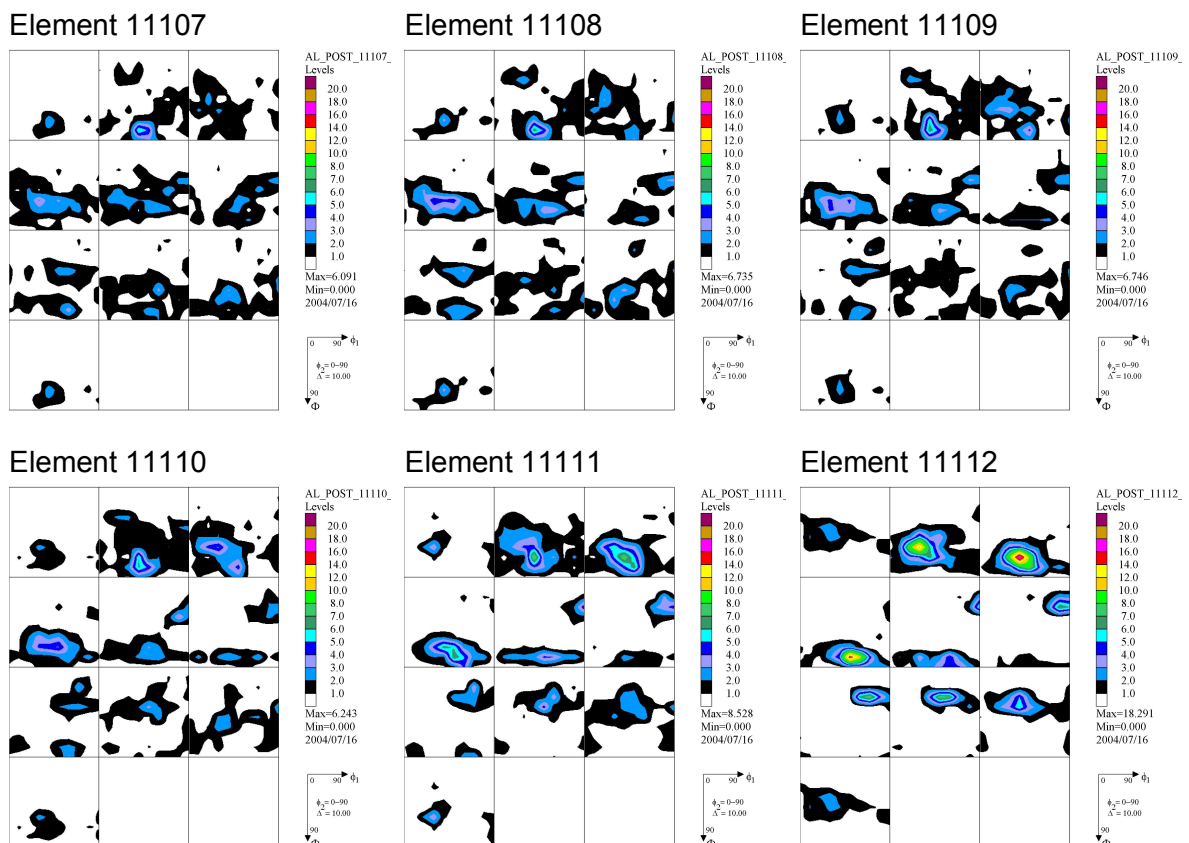 Element 11107
AL_POST_11107_
Levels
20.0
18.0
16.0
14.0
12.0
10.0
8.0
7.0
6.0
5.0
4.0
3.0
2.0
1.0
Max=6.091
Min=0.000
2004/07/16
0 90 ϕ1
ϕ2= 0−90
Δ = 10.00
90
Φ
Element 11108
AL_POST_11108_
Levels
20.0
18.0
16.0
14.0
12.0
10.0
8.0
7.0
6.0
5.0
4.0
3.0
2.0
1.0
Max=6.735
Min=0.000
2004/07/16
0 90 ϕ1
ϕ2= 0−90
Δ = 10.00
90
Φ
Element 11109
AL_POST_11109_
Levels
20.0
18.0
16.0
14.0
12.0
10.0
8.0
7.0
6.0
5.0
4.0
3.0
2.0
1.0
Max=6.746
Min=0.000
2004/07/16
0 90 ϕ1
ϕ2= 0−90
Δ = 10.00
90
Φ
Element 11110
AL_POST_11110_
Levels
20.0
18.0
16.0
14.0
12.0
10.0
8.0
7.0
6.0
5.0
4.0
3.0
2.0
1.0
Max=6.243
Min=0.000
2004/07/16
0 90 ϕ1
ϕ2= 0−90
Δ = 10.00
90
Φ
Element 11111
AL_POST_11111_
Levels
20.0
18.0
16.0
14.0
12.0
10.0
8.0
7.0
6.0
5.0
4.0
3.0
2.0
1.0
Max=8.528
Min=0.000
2004/07/16
0 90 ϕ1
ϕ2= 0−90
Δ = 10.00
90
Φ
Element 11112
AL_POST_11112_
Levels
20.0
18.0
16.0
14.0
12.0
10.0
8.0
7.0
6.0
5.0
4.0
3.0
2.0
1.0
Max=18.291
Min=0.000
2004/07/16
0 90 ϕ1
ϕ2= 0−90
Δ = 10.00
90
Φ